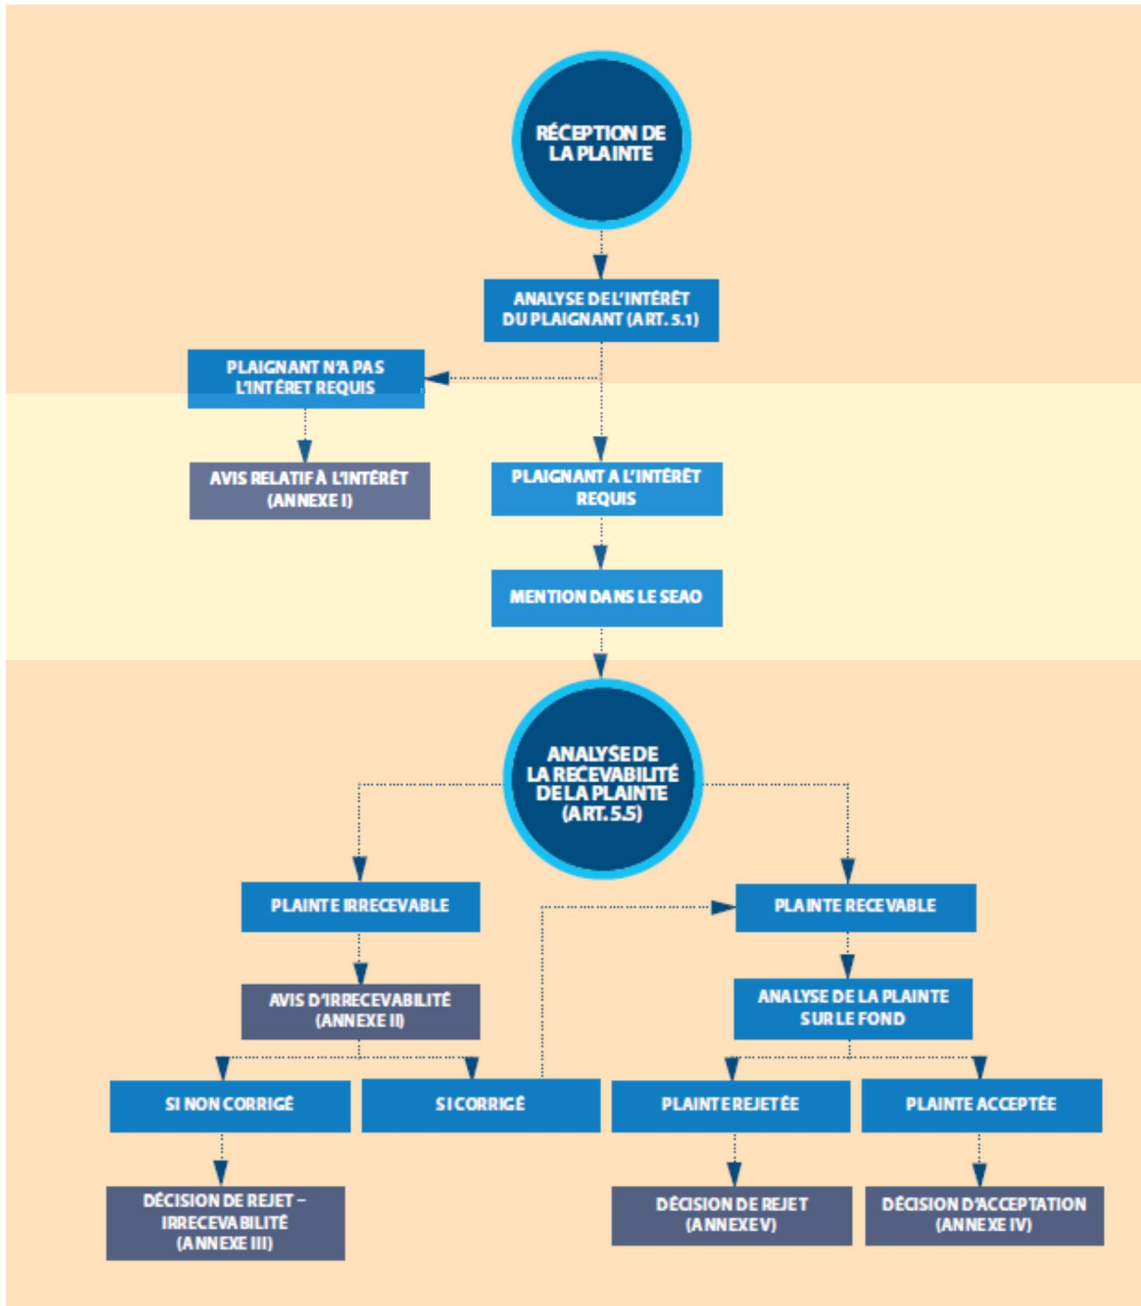 RÉCEPTION DE
LA PLAINTE
ANALYSE DE L'INTÉRÊT
DU PLAIGNANT (ART. 5.1)
PLAIGNANT N'A PAS
L'INTÉRET REQUIS
AVIS RELATIF À L'INTÉRÊT
(ANNEXE I)
PLAIGNANT A L'INTÉRÊT
REQUIS
MENTION DANS LE SEAO
ANALYSE DE
LA RECEVABILITÉ
DE LA PLAINTE
(ART. 5.5)
PLAINTE IRRECEVABLE
PLAINTE RECEVABLE
AVIS D'IRRECEVABILITÉ
(ANNEXE II)
ANALYSE DE LA PLAINTE
SUR LE FOND
SI NON CORRIGÉ
SI CORRIGÉ
PLAINTE REJETÉE
PLAINTE ACCEPTÉE
DÉCISION DE REJET –
IRRECEVABILITÉ
(ANNEXE III)
DÉCISION DE REJET
(ANNEXE V)
DÉCISION D'ACCEPTATION
(ANNEXE IV)